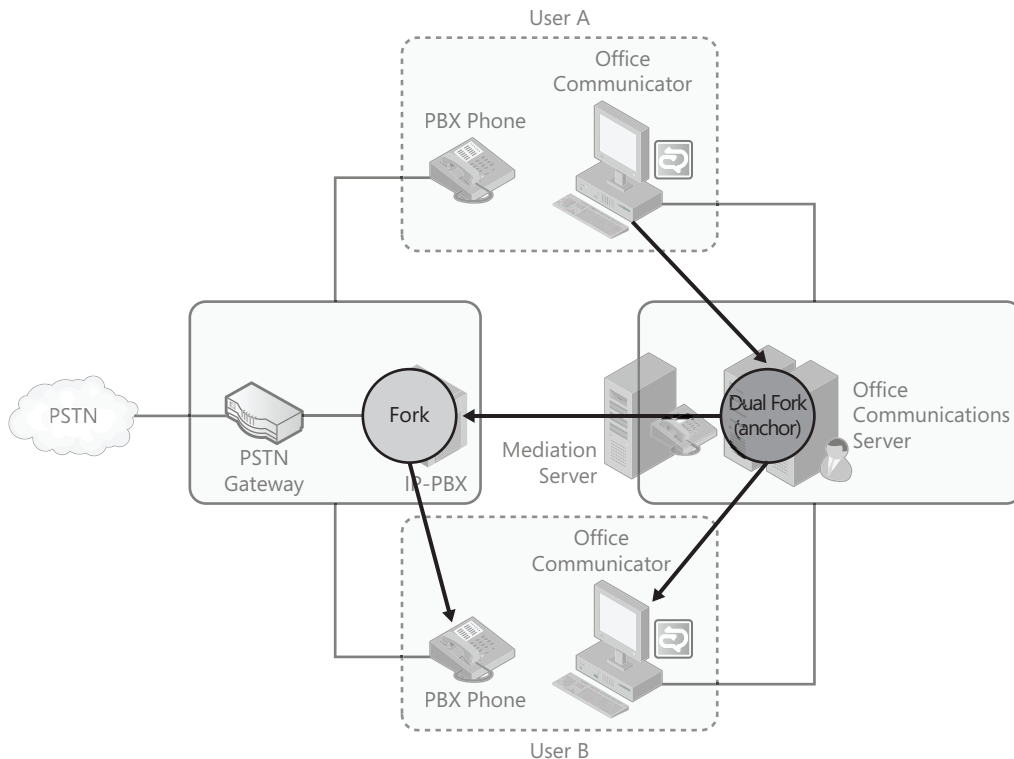 User A
Office
Communicator
PBX Phone
PSTN
Fork
PSTN
Gateway
IP-PBX
Mediation
Server
Dual Fork
(anchor)
Office
Communications
Server
Office
Communicator
PBX Phone
User B